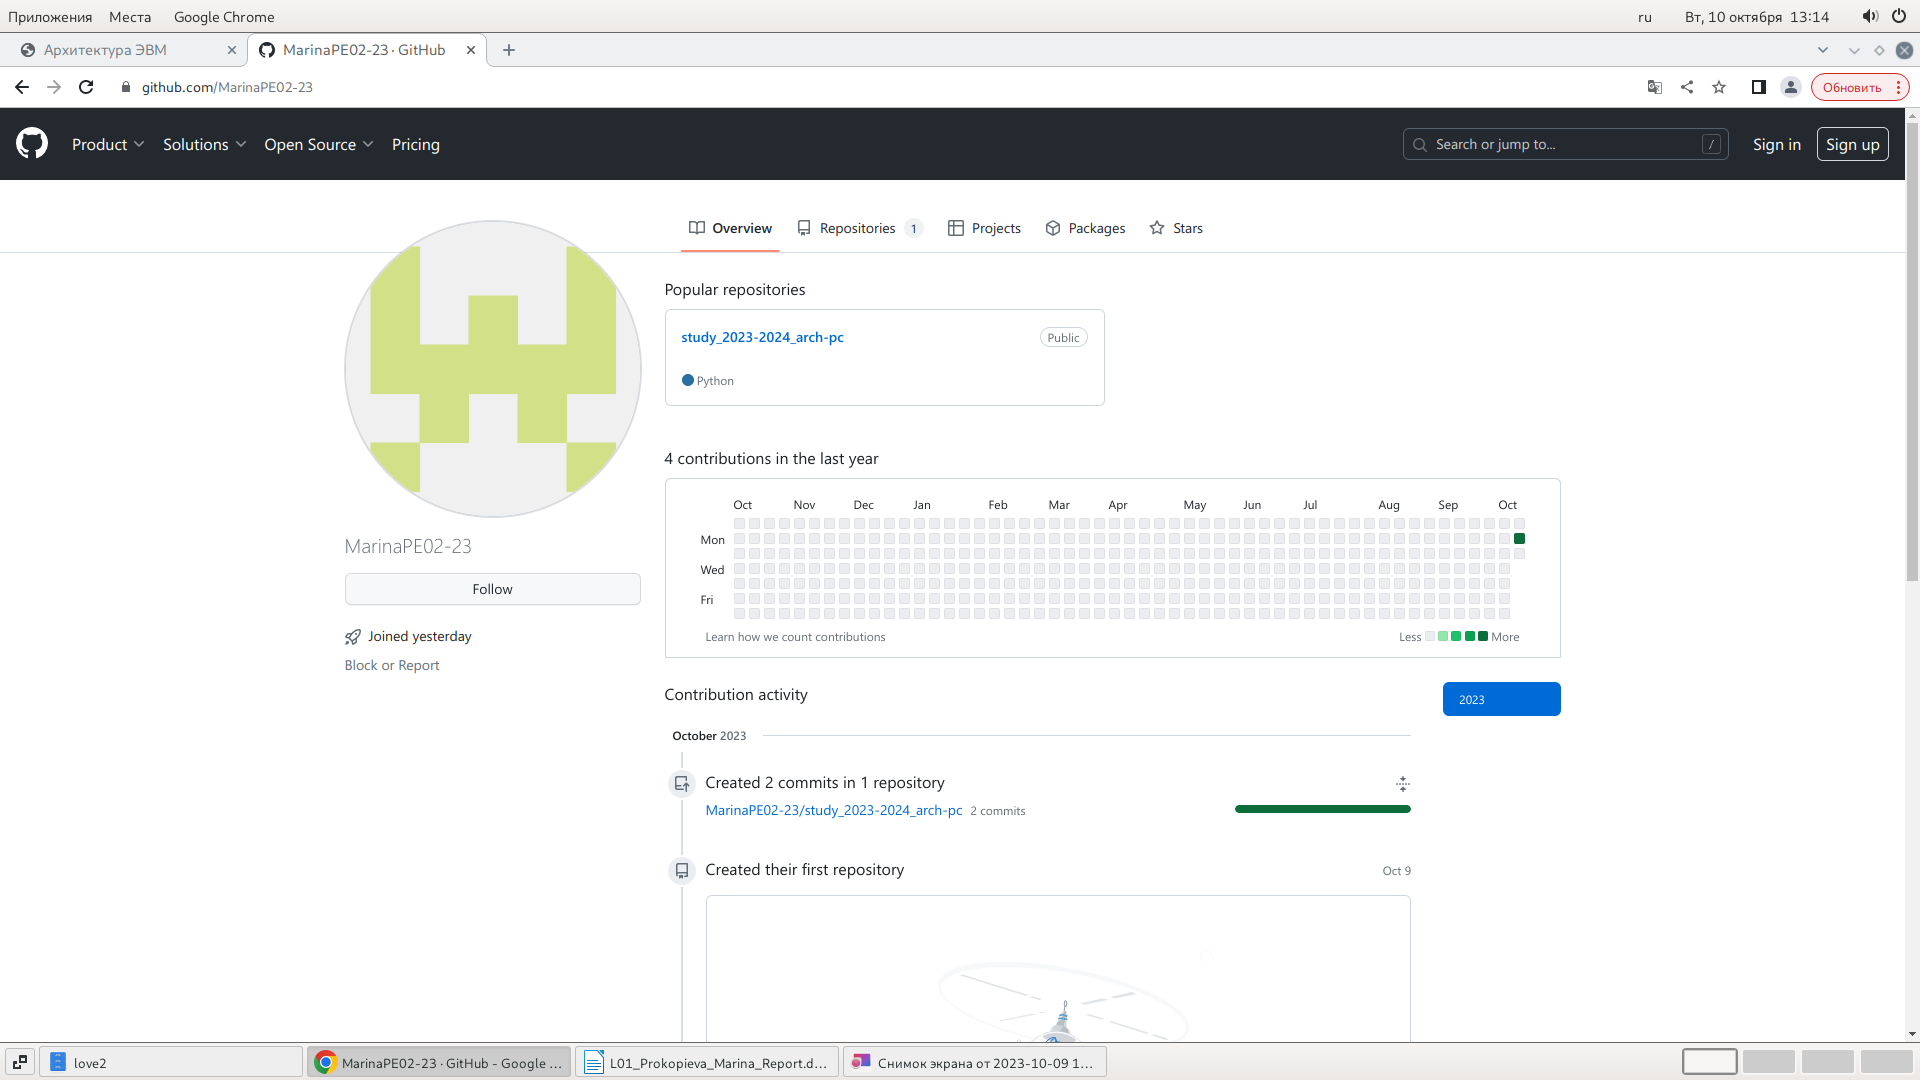 Приложения Места Google Chrome ru Вт, 10 октября 13:14
Архитектура ЭВМ MarinaPE02-23 · GitHub
github.com/MarinaPE02-23 Обновить
Product Solutions Open Source Pricing Search or jump to... / Sign in Sign up
Overview Repositories 1 Projects Packages Stars
Popular repositories
study_2023-2024_arch-pc Public
Python
4 contributions in the last year
Oct Nov Dec Jan Feb Mar Apr May Jun Jul Aug Sep Oct
Mon
Wed
Fri
Learn how we count contributions Less More
MarinaPE02-23
Follow
Joined yesterday
Block or Report
Contribution activity 2023
October 2023
Created 2 commits in 1 repository
MarinaPE02-23/study_2023-2024_arch-pc 2 commits
Created their first repository Oct 9
love2 MarinaPE02-23 · GitHub - Google ... L01_Prokopieva_Marina_Report.d... Снимок экрана от 2023-10-09 1...